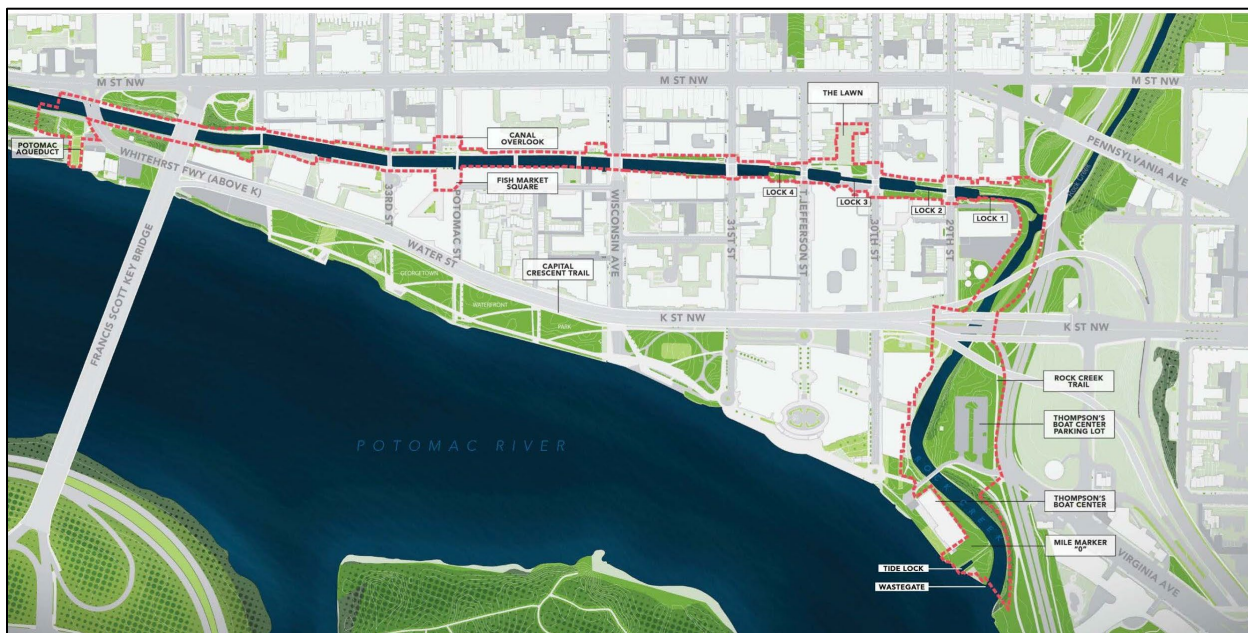 M ST NW
M ST NW
M ST NW
THE LAWN
CANAL
OVERLOOK
POTOMAC
AQUEDUCT
WHITEHRST FWY (ABOVE K)
FISH MARKET
SQUARE
PENNSYLVANIA AVE
ROCK CREEK
LOCK 4
LOCK 3
LOCK 2
LOCK 1
33RD ST
POTOMAC ST
WISCONSIN AVE
31ST ST
T.JEFFERSON ST
30TH ST
29TH ST
WATER ST
CAPITAL
CRESCENT TRAIL
GEORGETOWN
WATERFRONT
PARK
K ST NW
K ST NW
FRANCIS SCOTT KEY BRIDGE
ROCK CREEK
TRAIL
THOMPSON'S
BOAT CENTER
PARKING LOT
POTOMAC RIVER
ROCK CREEK
THOMPSON'S
BOAT CENTER
MILE MARKER
"0"
VIRGINIA AVE
TIDE LOCK
WASTEGATE